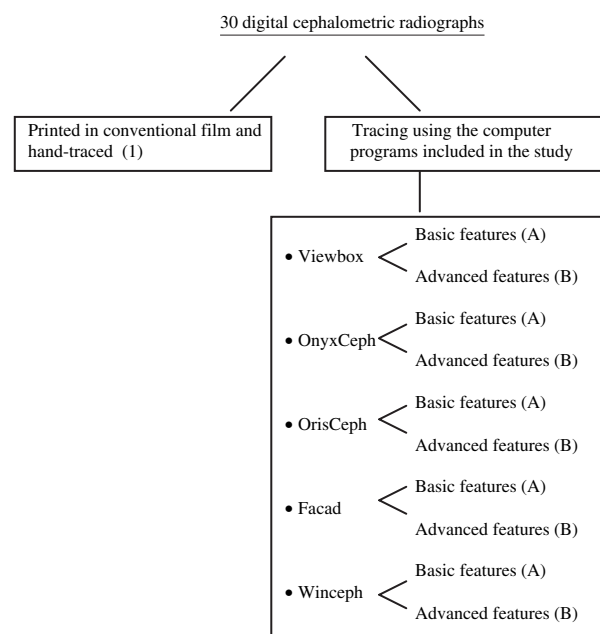 30 digital cephalometric radiographs
Printed in conventional film and
hand-traced (1)
Tracing using the computer
programs included in the study
• Viewbox
Basic features (A)
Advanced features (B)
• OnyxCeph
Basic features (A)
Advanced features (B)
• OrisCeph
Basic features (A)
Advanced features (B)
• Facad
Basic features (A)
Advanced features (B)
• Winceph
Basic features (A)
Advanced features (B)